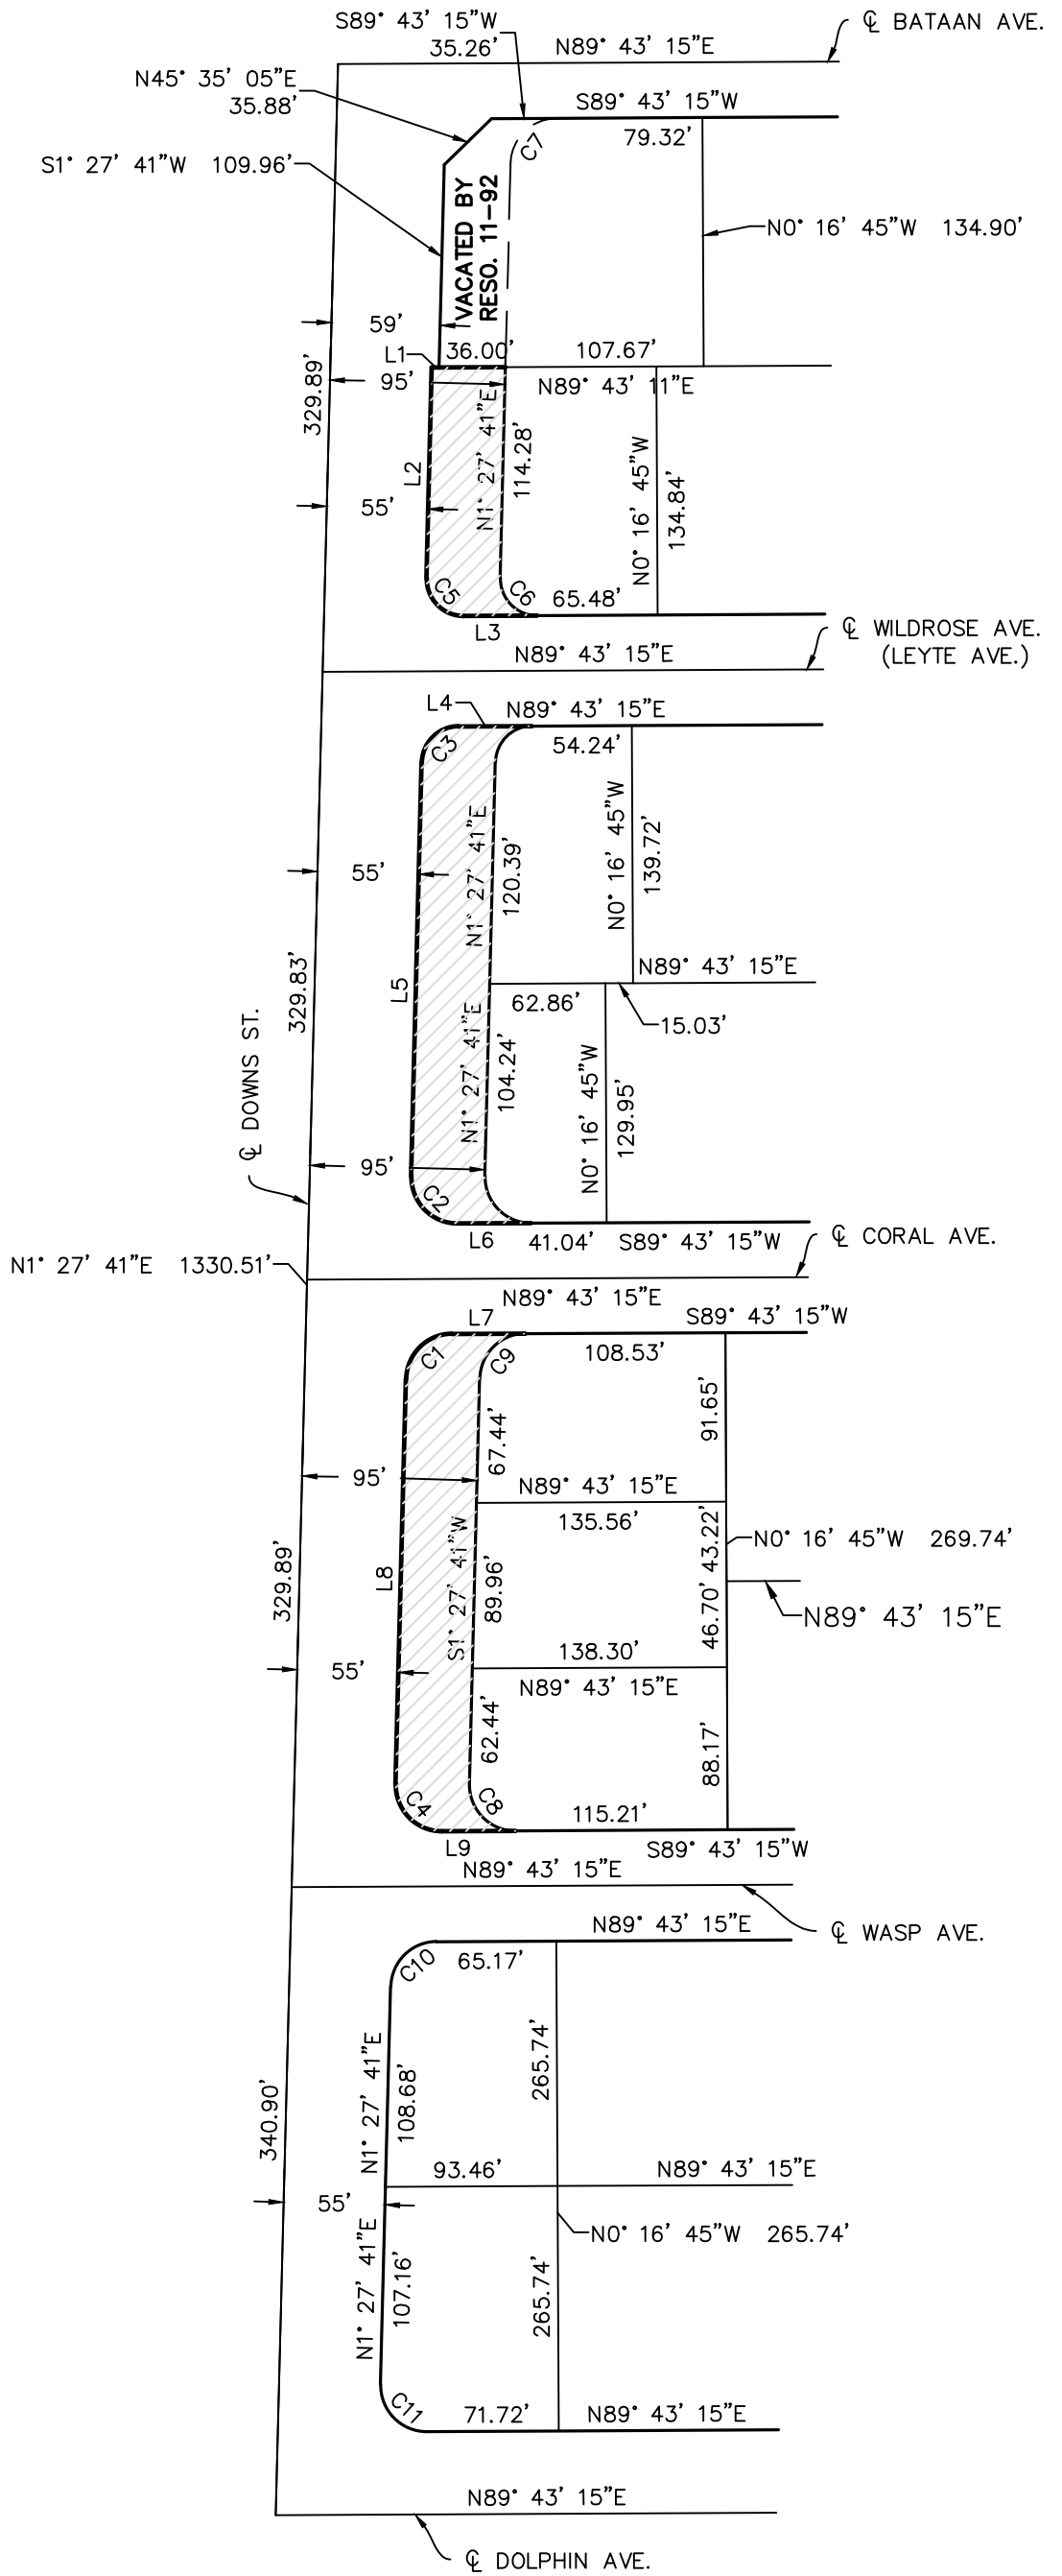 S89° 43' 15"W
35.26'
N89° 43' 15"E
℄ BATAAN AVE.
N45° 35' 05"E
35.88'
S89° 43' 15"W
79.32'
C7
S1° 27' 41"W 109.96'
VACATED BY
RESO. 11-92
N0° 16' 45"W 134.90'
59'
L1
36.00'
107.67'
95'
N89° 43' 11"E
329.89'
L2
N1° 27' 41"E
114.28'
N0° 16' 45"W
134.84'
55'
C5
C6
65.48'
L3
℄ WILDROSE AVE.
(LEYTE AVE.)
N89° 43' 15"E
L4
N89° 43' 15"E
C3
54.24'
N1° 27' 41"E
120.39'
N0° 16' 45"W
139.72'
55'
329.83'
L5
N89° 43' 15"E
62.86'
15.03'
℄ DOWNS ST.
N1° 27' 41"E
104.24'
N0° 16' 45"W
129.95'
95'
C2
L6
41.04'
S89° 43' 15"W
℄ CORAL AVE.
N1° 27' 41"E 1330.51'
N89° 43' 15"E
L7
S89° 43' 15"W
C1
C9
108.53'
91.65'
67.44'
95'
N89° 43' 15"E
135.56'
43.22'
N0° 16' 45"W 269.74'
329.89'
L8
S1° 27' 41"W
89.96'
46.70'
N89° 43' 15"E
55'
138.30'
N89° 43' 15"E
62.44'
88.17'
C4
C8
115.21'
L9
S89° 43' 15"W
N89° 43' 15"E
N89° 43' 15"E
℄ WASP AVE.
C10
65.17'
N1° 27' 41"E
108.68'
265.74'
340.90'
93.46'
N89° 43' 15"E
55'
N0° 16' 45"W 265.74'
N1° 27' 41"E
107.16'
265.74'
C11
71.72'
N89° 43' 15"E
N89° 43' 15"E
℄ DOLPHIN AVE.